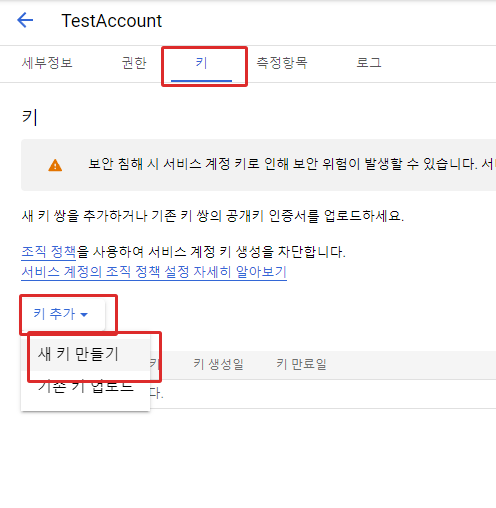 TestAccount
세부정보 권한 키 측정항목 로그
키
보안 침해 시 서비스 계정 키로 인해 보안 위험이 발생할 수 있습니다. 서
새 키 쌍을 추가하거나 기존 키 쌍의 공개키 인증서를 업로드하세요.
조직 정책을 사용하여 서비스 계정 키 생성을 차단합니다.
서비스 계정의 조직 정책 설정 자세히 알아보기
키 추가
새 키 만들기
키 키 생성일 키 만료일
기존 키 업로드
다.